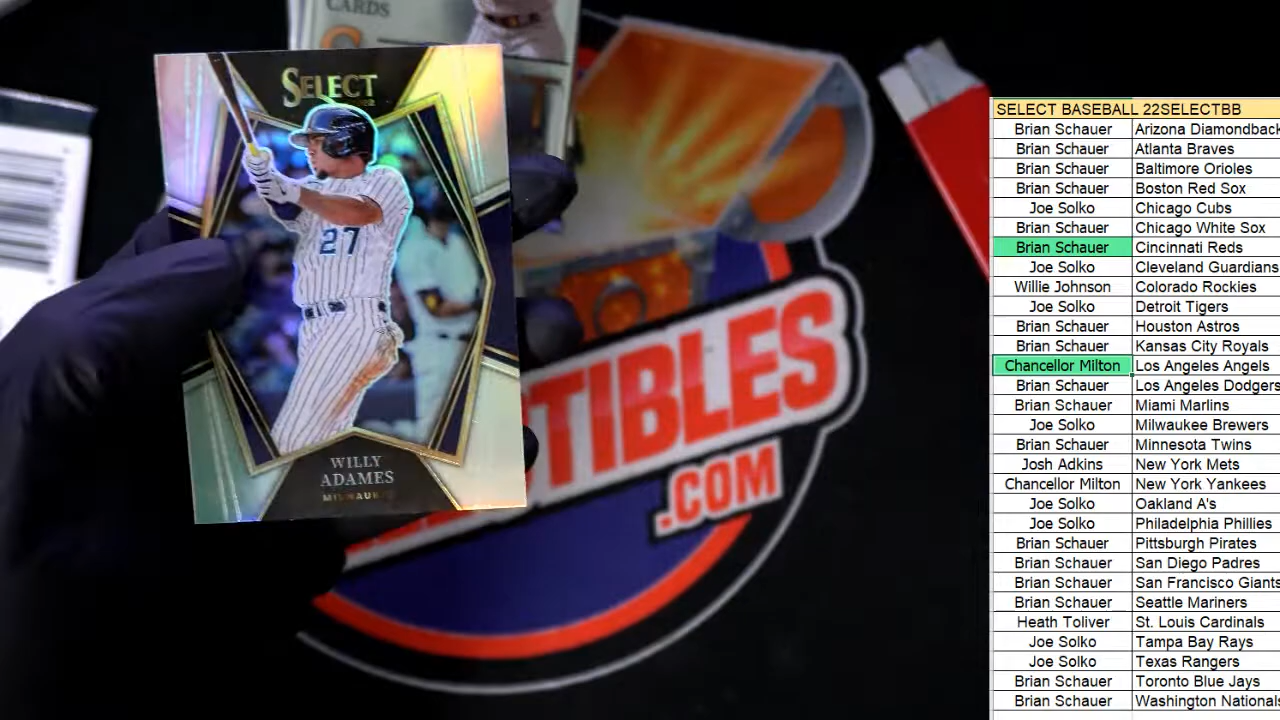 CARDS
SELECT
27
WILLY
ADAMES
MILWAUKEE
TIBLES
.COM
SELECT BASEBALL 22SELECTBB
Brian Schauer Arizona Diamondback
Brian Schauer Atlanta Braves
Brian Schauer Baltimore Orioles
Brian Schauer Boston Red Sox
Joe Solko Chicago Cubs
Brian Schauer Chicago White Sox
Brian Schauer Cincinnati Reds
Joe Solko Cleveland Guardians
Willie Johnson Colorado Rockies
Joe Solko Detroit Tigers
Brian Schauer Houston Astros
Brian Schauer Kansas City Royals
Chancellor Milton Los Angeles Angels
Brian Schauer Los Angeles Dodgers
Brian Schauer Miami Marlins
Joe Solko Milwaukee Brewers
Brian Schauer Minnesota Twins
Josh Adkins New York Mets
Chancellor Milton New York Yankees
Joe Solko Oakland A's
Joe Solko Philadelphia Phillies
Brian Schauer Pittsburgh Pirates
Brian Schauer San Diego Padres
Brian Schauer San Francisco Giants
Brian Schauer Seattle Mariners
Heath Toliver St. Louis Cardinals
Joe Solko Tampa Bay Rays
Joe Solko Texas Rangers
Brian Schauer Toronto Blue Jays
Brian Schauer Washington Nationals